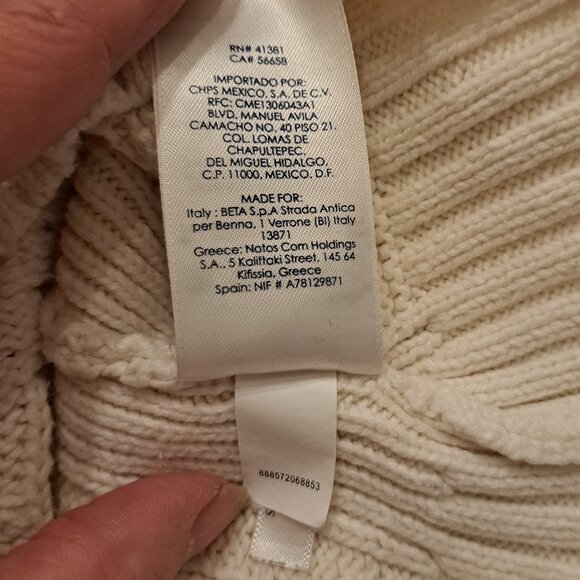 RN# 41381
CA# 56658
IMPORTADO POR:
CHPS MEXICO, S.A. DE C.V.
RFC: CME1306043A1
BLVD. MANUEL AVILA
CAMACHO NO. 40 PISO 21,
COL. LOMAS DE
CHAPULTEPEC,
DEL MIGUEL HIDALGO,
C.P. 11000, MEXICO, D.F.
MADE FOR:
Italy : BETA S.p.A Strada Antica
per Benna, 1 Verrone (BI) Italy
13871
Greece: Notos Com Holdings
S.A., 5 Kaliftaki Street, 145 64
Kifissia, Greece
Spain: NIF # A78129871
888572068853
S